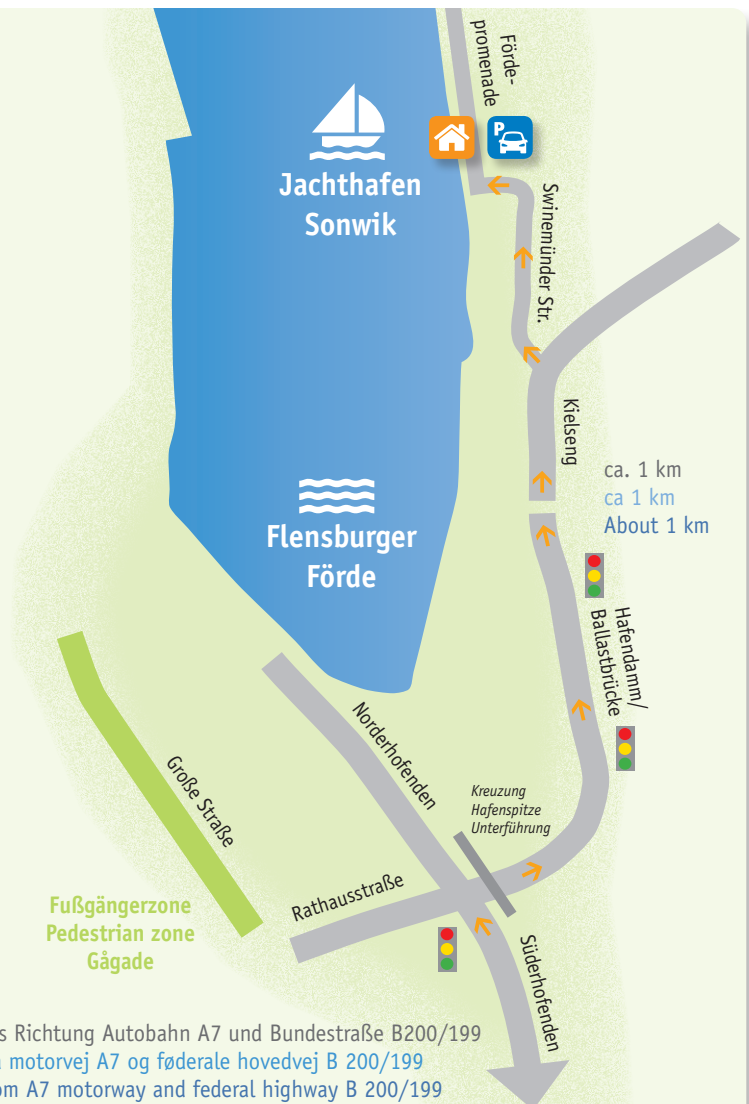 Förde-
promenade
P
Jachthafen
Sonwik
Swinemünder Str.
Kielseng
ca. 1 km
ca 1 km
About 1 km
Flensburger
Förde
Hafendamm/
Ballastbrücke
Norderhofenden
Große Straße
Kreuzung
Hafenspitze
Unterführung
Rathausstraße
Fußgängerzone
Pedestrian zone
Gågade
Süderhofenden
s Richtung Autobahn A7 und Bundestraße B200/199
motorvej A7 og føderale hovedvej B 200/199
om A7 motorway and federal highway B 200/199